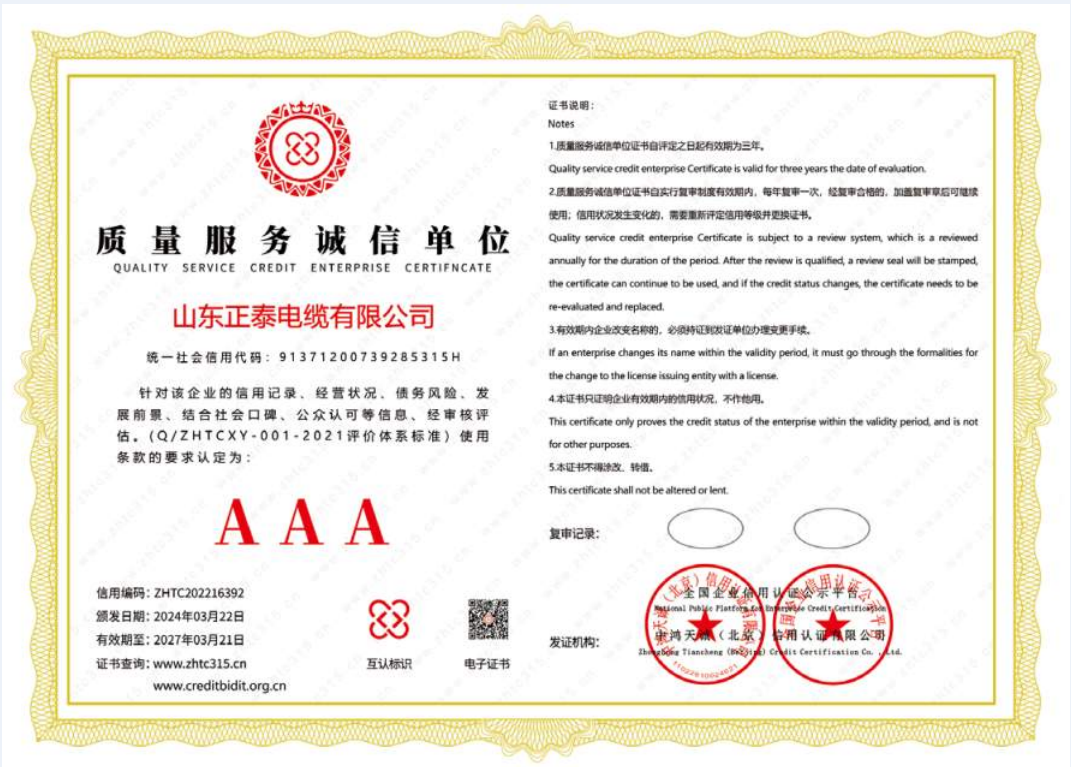 质量服务诚信单位
QUALITY SERVICE CREDIT ENTERPRISE CERTIFNCATE
山东正泰电缆有限公司
统一社会信用代码：91371200739285315H
针对该企业的信用记录、经营状况、债务风险、发
展前景、结合社会口碑、公众认可等信息、经审核评
估。(Q/ZHTCXY-001-2021评价体系标准）使用
条款的要求认定为：
AAA
信用编码：ZHTC202216392
颁发日期：2024年03月22日
有效期至：2027年03月21日
证书查询：www.zhtc315.cn
www.creditbidit.org.cn
互认标识
电子证书
证书说明：
Notes
1.质量服务诚信单位证书自评定之日起有效期为三年。
Quality service credit enterprise Certificate is valid for three years the date of evaluation.
2.质量服务诚信单位证书自实行复审制度有效期内，每年复审一次，经复审合格的，加盖复审章后可继续
使用；信用状况发生变化的，需要重新评定信用等级并更换证书。
Quality service credit enterprise Certificate is subject to a review system, which is a reviewed
annually for the duration of the period. After the review is qualified, a review seal will be stamped,
the certificate can continue to be used, and if the credit status changes, the certificate needs to be
re-evaluated and replaced.
3.有效期内企业改变名称的，必须持证到发证单位办理变更手续。
If an enterprise changes its name within the validity period, it must go through the formalities for
the change to the license issuing entity with a license.
4.本证书只证明企业有效期内的信用状况，不作他用。
This certificate only proves the credit status of the enterprise within the validity period, and is not
for other purposes.
5.本证书不得涂改、转借。
This certificate shall not be altered or lent.
复审记录：
全国企业信用认证公示平台
National Public Platform for Enterprise Credit Certification
发证机构：
中鸿天诚（北京）信用认证有限公司
Zhonghong Tiancheng (Beijing) Credit Certification Co., Ltd.